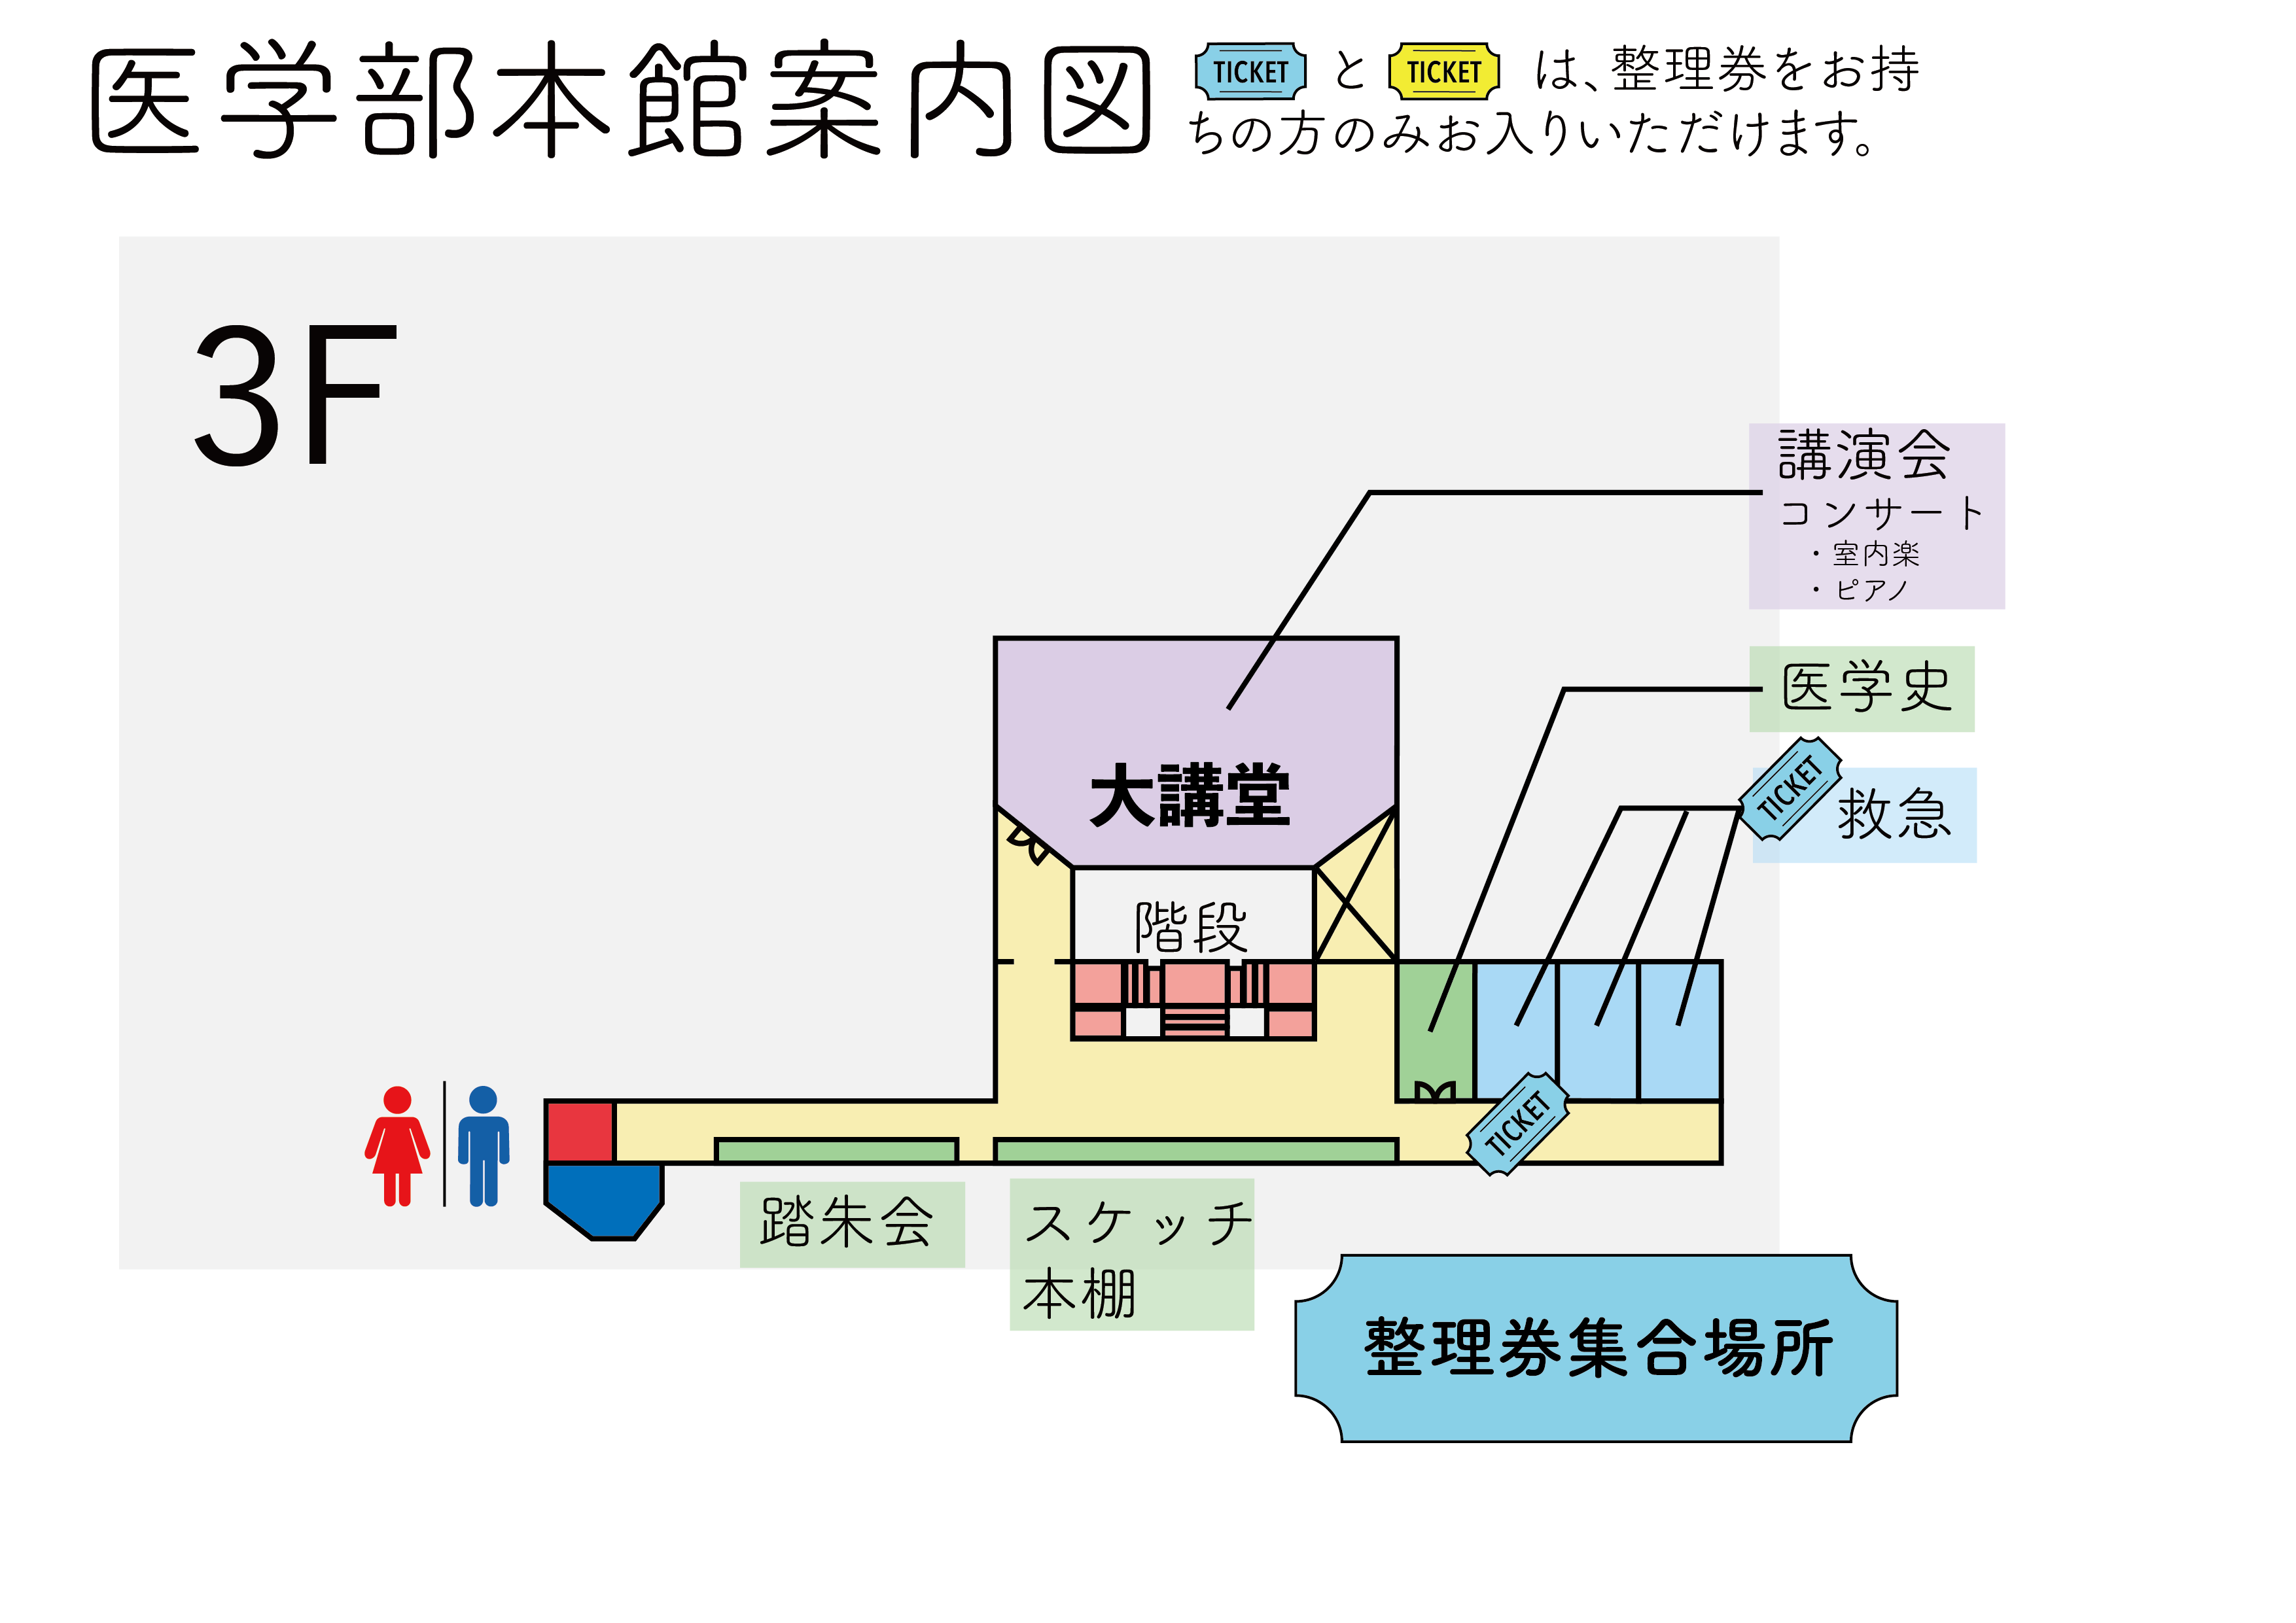 医学部本館案内図
TICKET と TICKET は、整理券をお持
ちの方のみお入りいただけます。
3F
講演会
コンサート
・室内楽
・ピアノ
医学史
TICKET
救急
大講堂
階段
TICKET
踏朱会
スケッチ
本棚
整理券集合場所